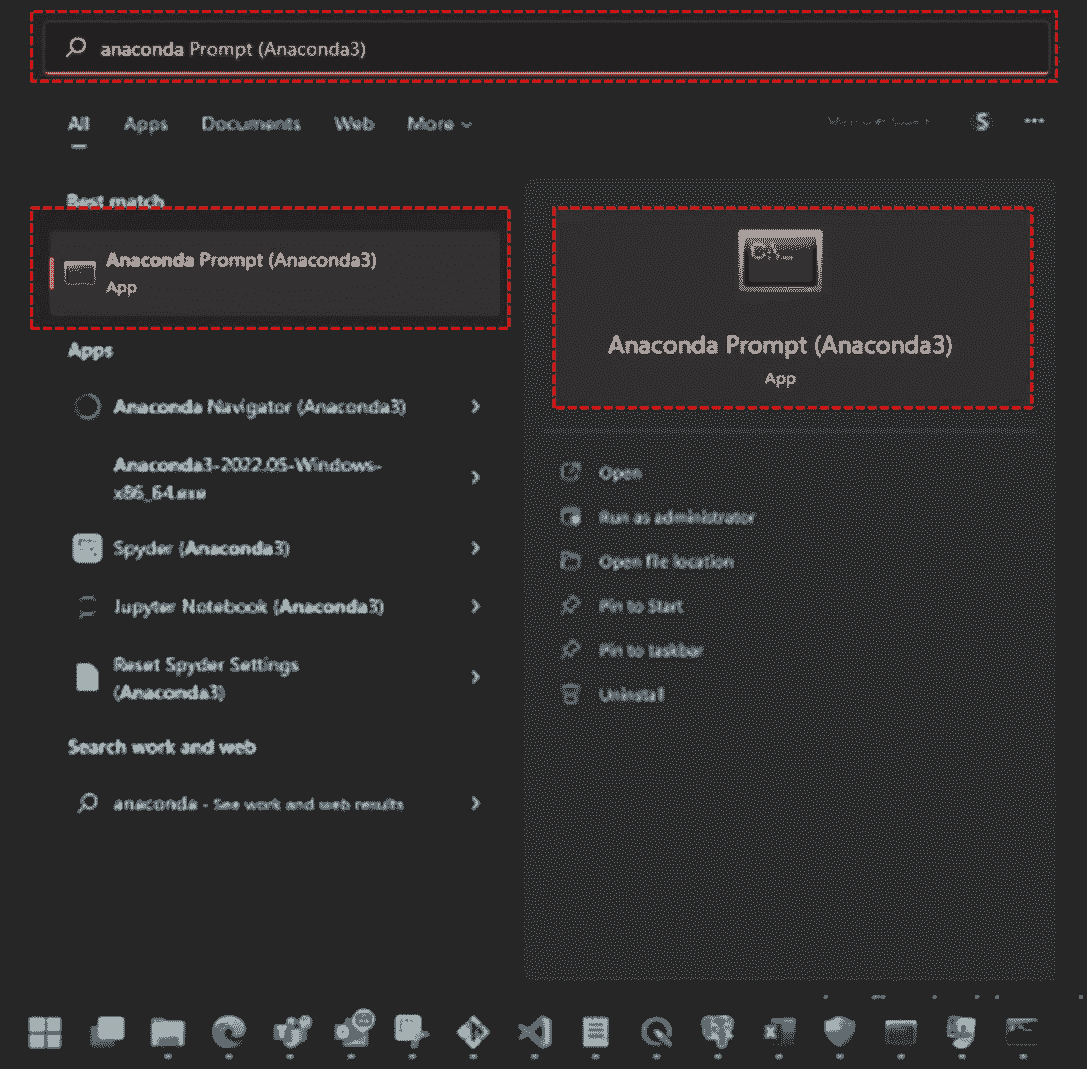 anaconda Prompt (Anaconda3)
All Apps Documents Web More
S
Best match
Anaconda Prompt (Anaconda3)
App
Apps
Anaconda Navigator (Anaconda3)
Anaconda3-2022.05-Windows-
x86_64.exe
Spyder (Anaconda3)
Jupyter Notebook (Anaconda3)
Reset Spyder Settings
(Anaconda3)
Search work and web
anaconda - See work and web results
C:\_
Anaconda Prompt (Anaconda3)
App
Open
Run as administrator
Open file location
Pin to Start
Pin to taskbar
Uninstall